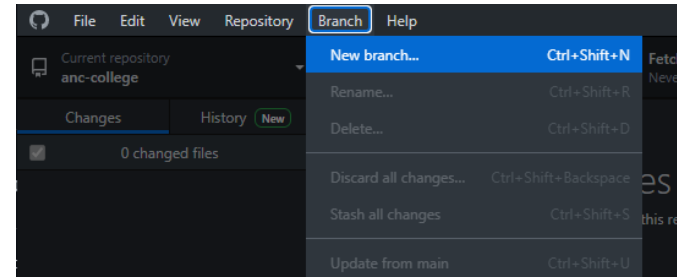 File Edit View Repository Branch Help
Current repository
anc-college
Changes
History New
0 changed files
New branch... Ctrl+Shift+N
Rename... Ctrl+Shift+R
Delete... Ctrl+Shift+D
Discard all changes... Ctrl+Shift+Backspace
Stash all changes Ctrl+Shift+S
Update from main Ctrl+Shift+U
Fetc
Neve
es
this re